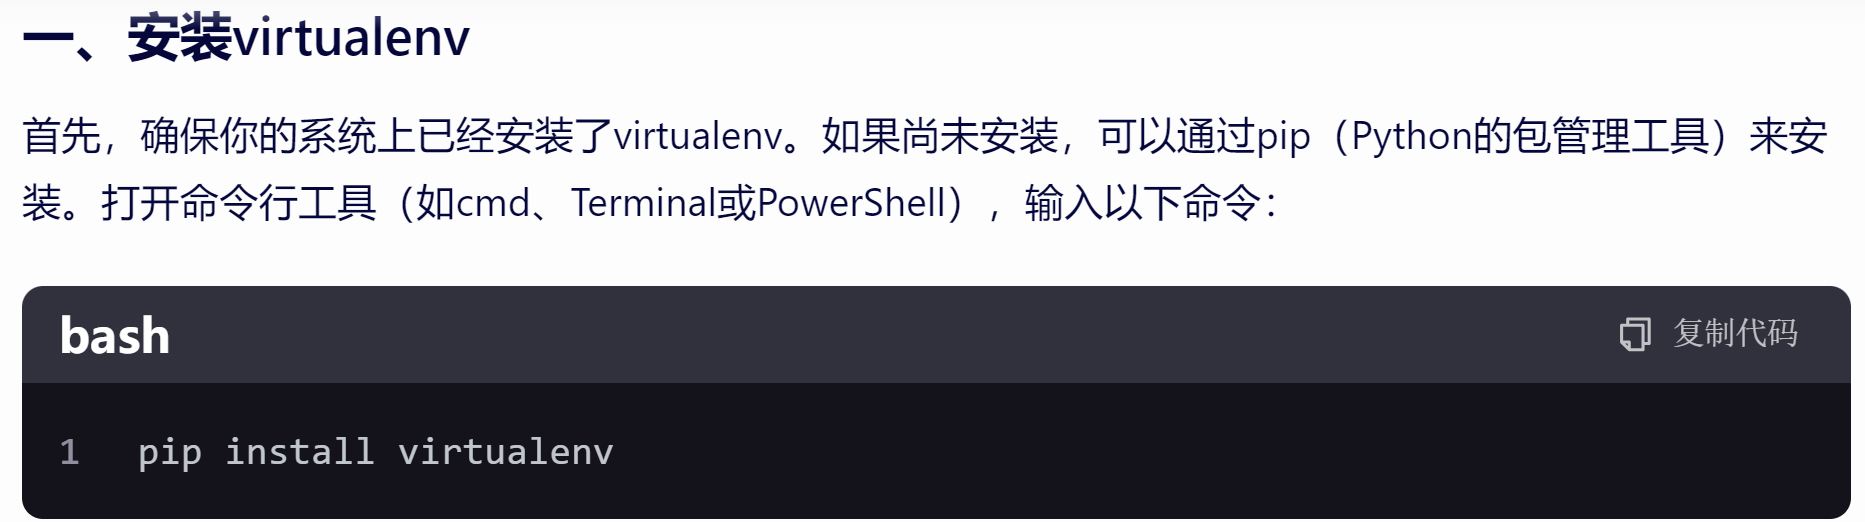 一、安装virtualenv
首先，确保你的系统上已经安装了virtualenv。如果尚未安装，可以通过pip（Python的包管理工具）来安
装。打开命令行工具（如cmd、Terminal或PowerShell），输入以下命令：
bash
复制代码
1 pip install virtualenv